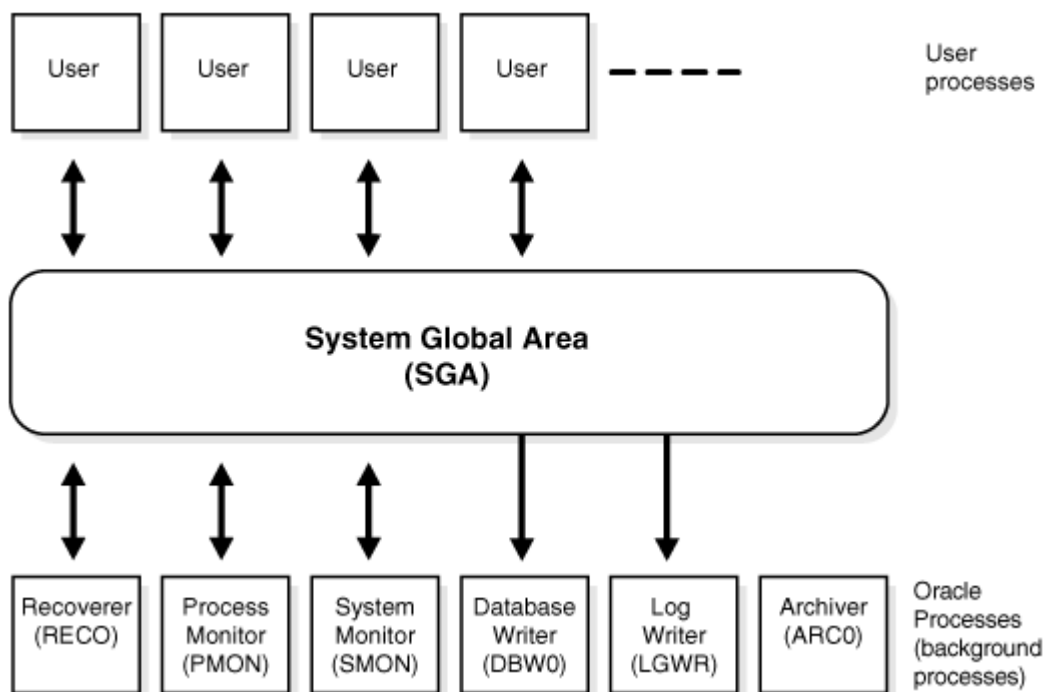 User
User
User
User
User
processes
System Global Area
(SGA)
Recoverer
(RECO)
Process
Monitor
(PMON)
System
Monitor
(SMON)
Database
Writer
(DBW0)
Log
Writer
(LGWR)
Archiver
(ARC0)
Oracle
Processes
(background
processes)